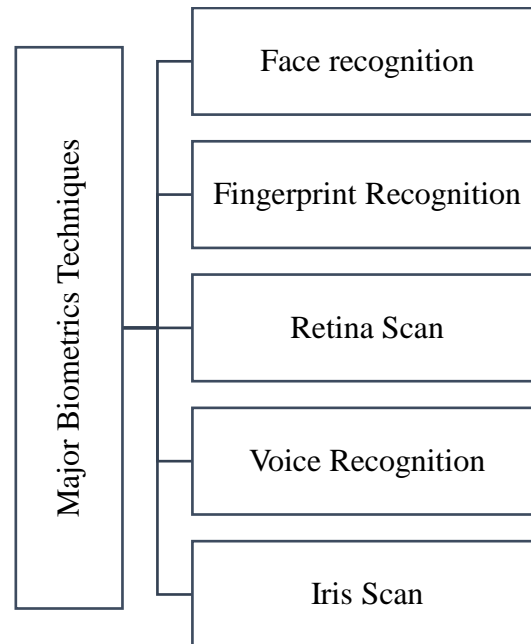 Major Biometrics Techniques
Face recognition
Fingerprint Recognition
Retina Scan
Voice Recognition
Iris Scan